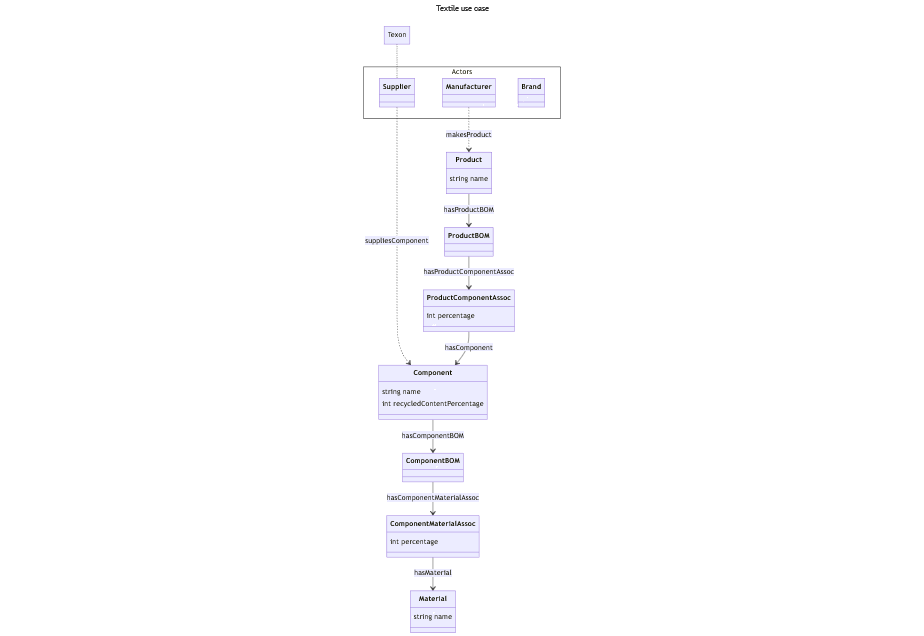 Textile use case
Texon
Actors
Supplier
Manufacturer
Brand
makesProduct
Product
string name
hasProductBOM
ProductBOM
suppliesComponent
hasProductComponentAssoc
ProductComponentAssoc
int percentage
hasComponent
Component
string name
int recycledContentPercentage
hasComponentBOM
ComponentBOM
hasComponentMaterialAssoc
ComponentMaterialAssoc
int percentage
hasMaterial
Material
string name